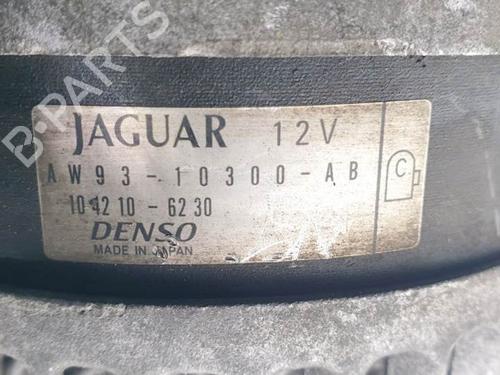 B-PARTS
JAGUAR 12V
AW93-10300-AB
104210-6230
DENSO
MADE IN JAPAN
C